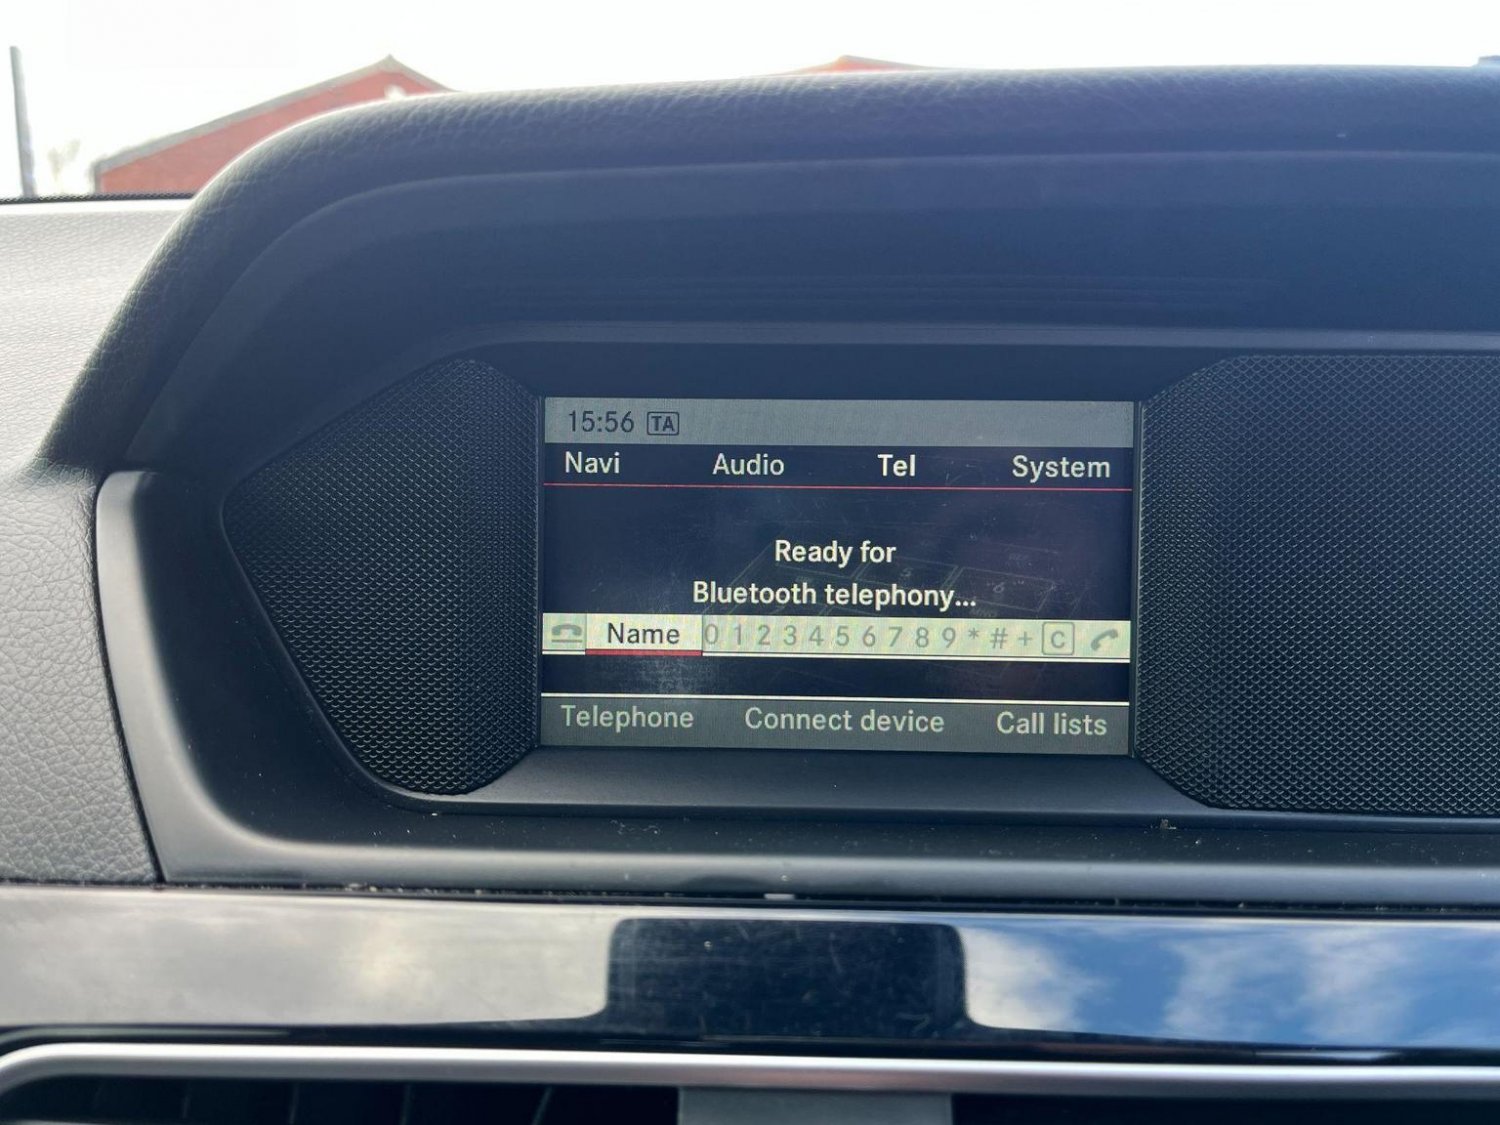 15:56 TA
Navi Audio Tel System
Ready for
Bluetooth telephony...
Name 0 1 2 3 4 5 6 7 8 9 * # + C
Telephone Connect device Call lists